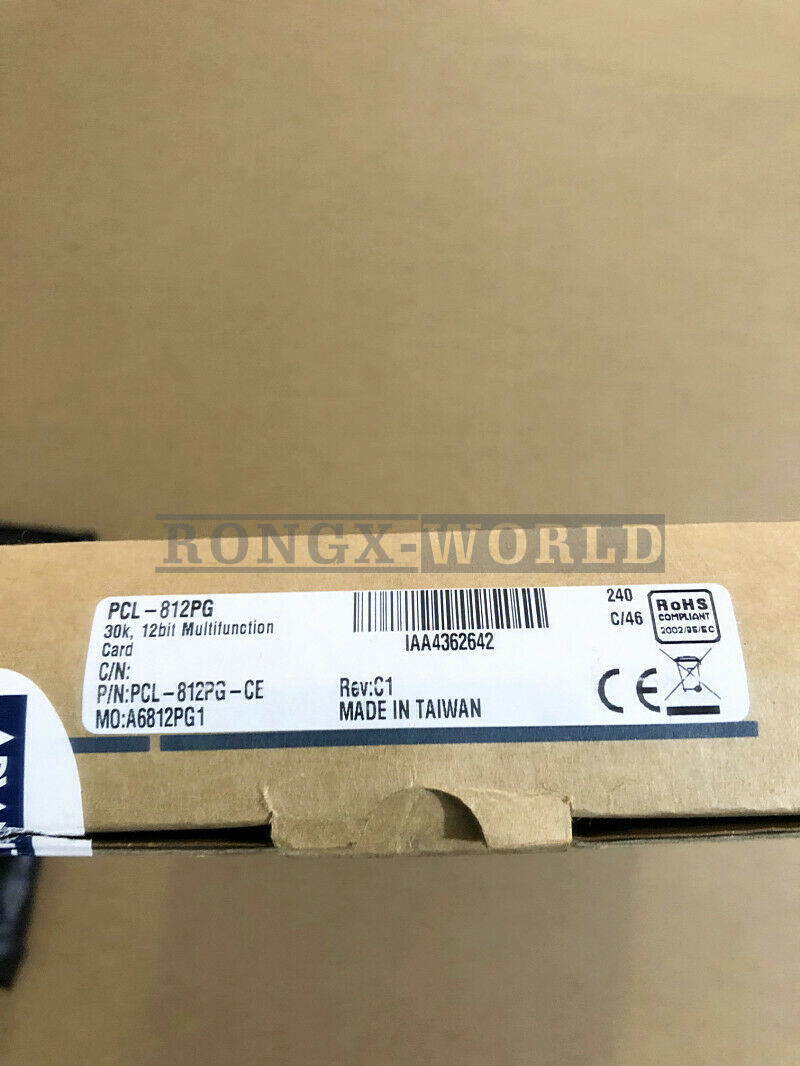 RONGX-WORLD
PCL-812PG
30k, 12bit Multifunction
Card
C/N:
P/N:PCL-812PG-CE
MO:A6812PG1
IAA4362642
Rev:C1
MADE IN TAIWAN
240
C/46
RoHS
COMPLIANT
2002/95/EC
CE